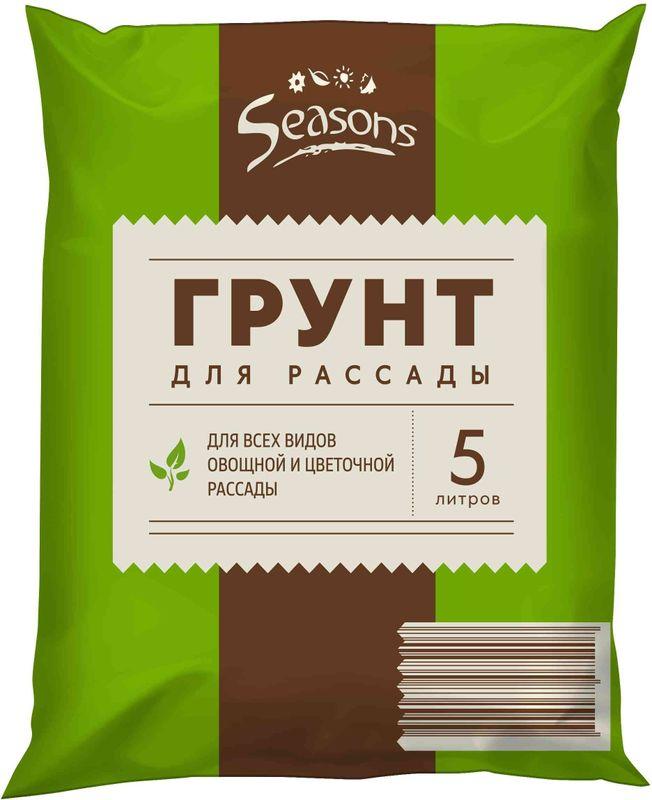 Seasons
ГРУНТ
ДЛЯ РАССАДЫ
ДЛЯ ВСЕХ ВИДОВ
ОВОЩНОЙ И ЦВЕТОЧНОЙ
РАССАДЫ
5
ЛИТРОВ